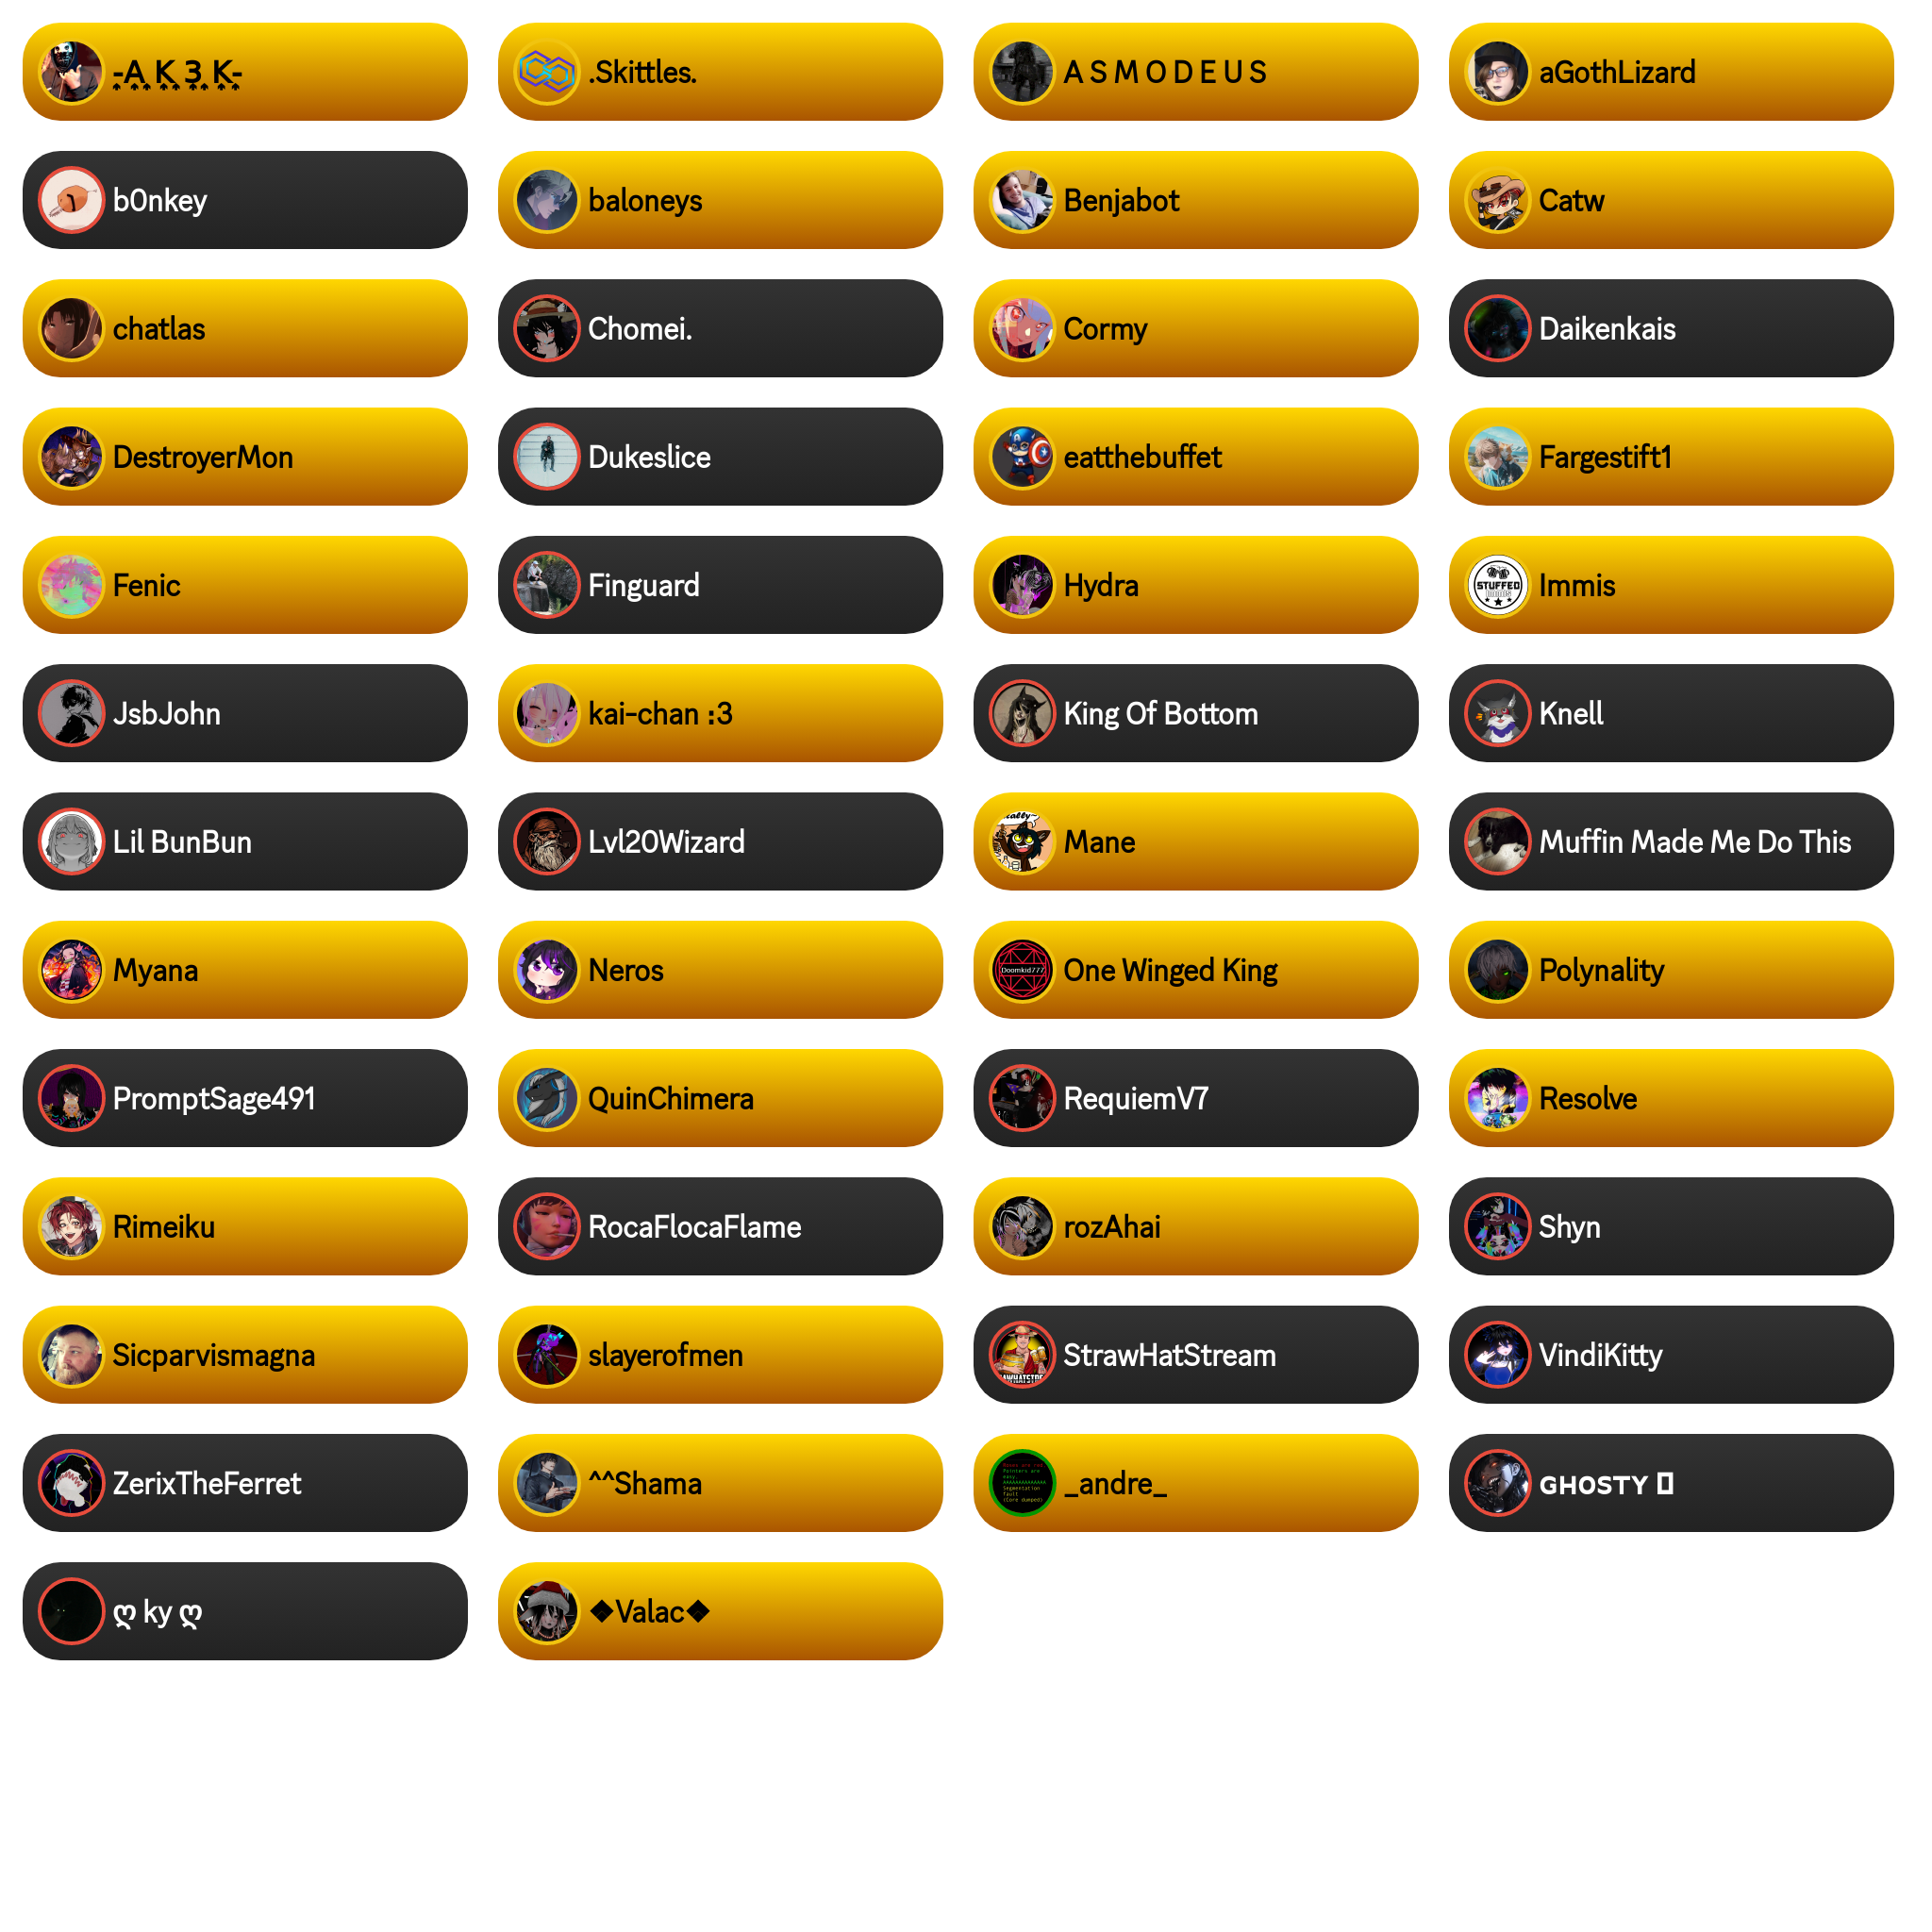 -A K 3 K-
.Skittles.
A S M O D E U S
aGothLizard
b0nkey
baloneys
Benjabot
Catw
chatlas
Chomei.
Cormy
Daikenkais
DestroyerMon
Dukeslice
eatthebuffet
Fargestift1
Fenic
Finguard
Hydra
STUFFED
Immis
JsbJohn
kai-chan :3
King Of Bottom
Knell
Lil BunBun
Lvl20Wizard
Mane
Muffin Made Me Do This
Myana
Neros
Doomkid777
One Winged King
Polynality
PromptSage491
QuinChimera
RequiemV7
Resolve
Rimeiku
RocaFlocaFlame
rozAhai
Shyn
Sicparvismagna
slayerofmen
StrawHatStream
VindiKitty
ZerixTheFerret
^^Shama
_andre_
ɢʜᴏsᴛʏ
ღ ky ღ
❖Valac❖